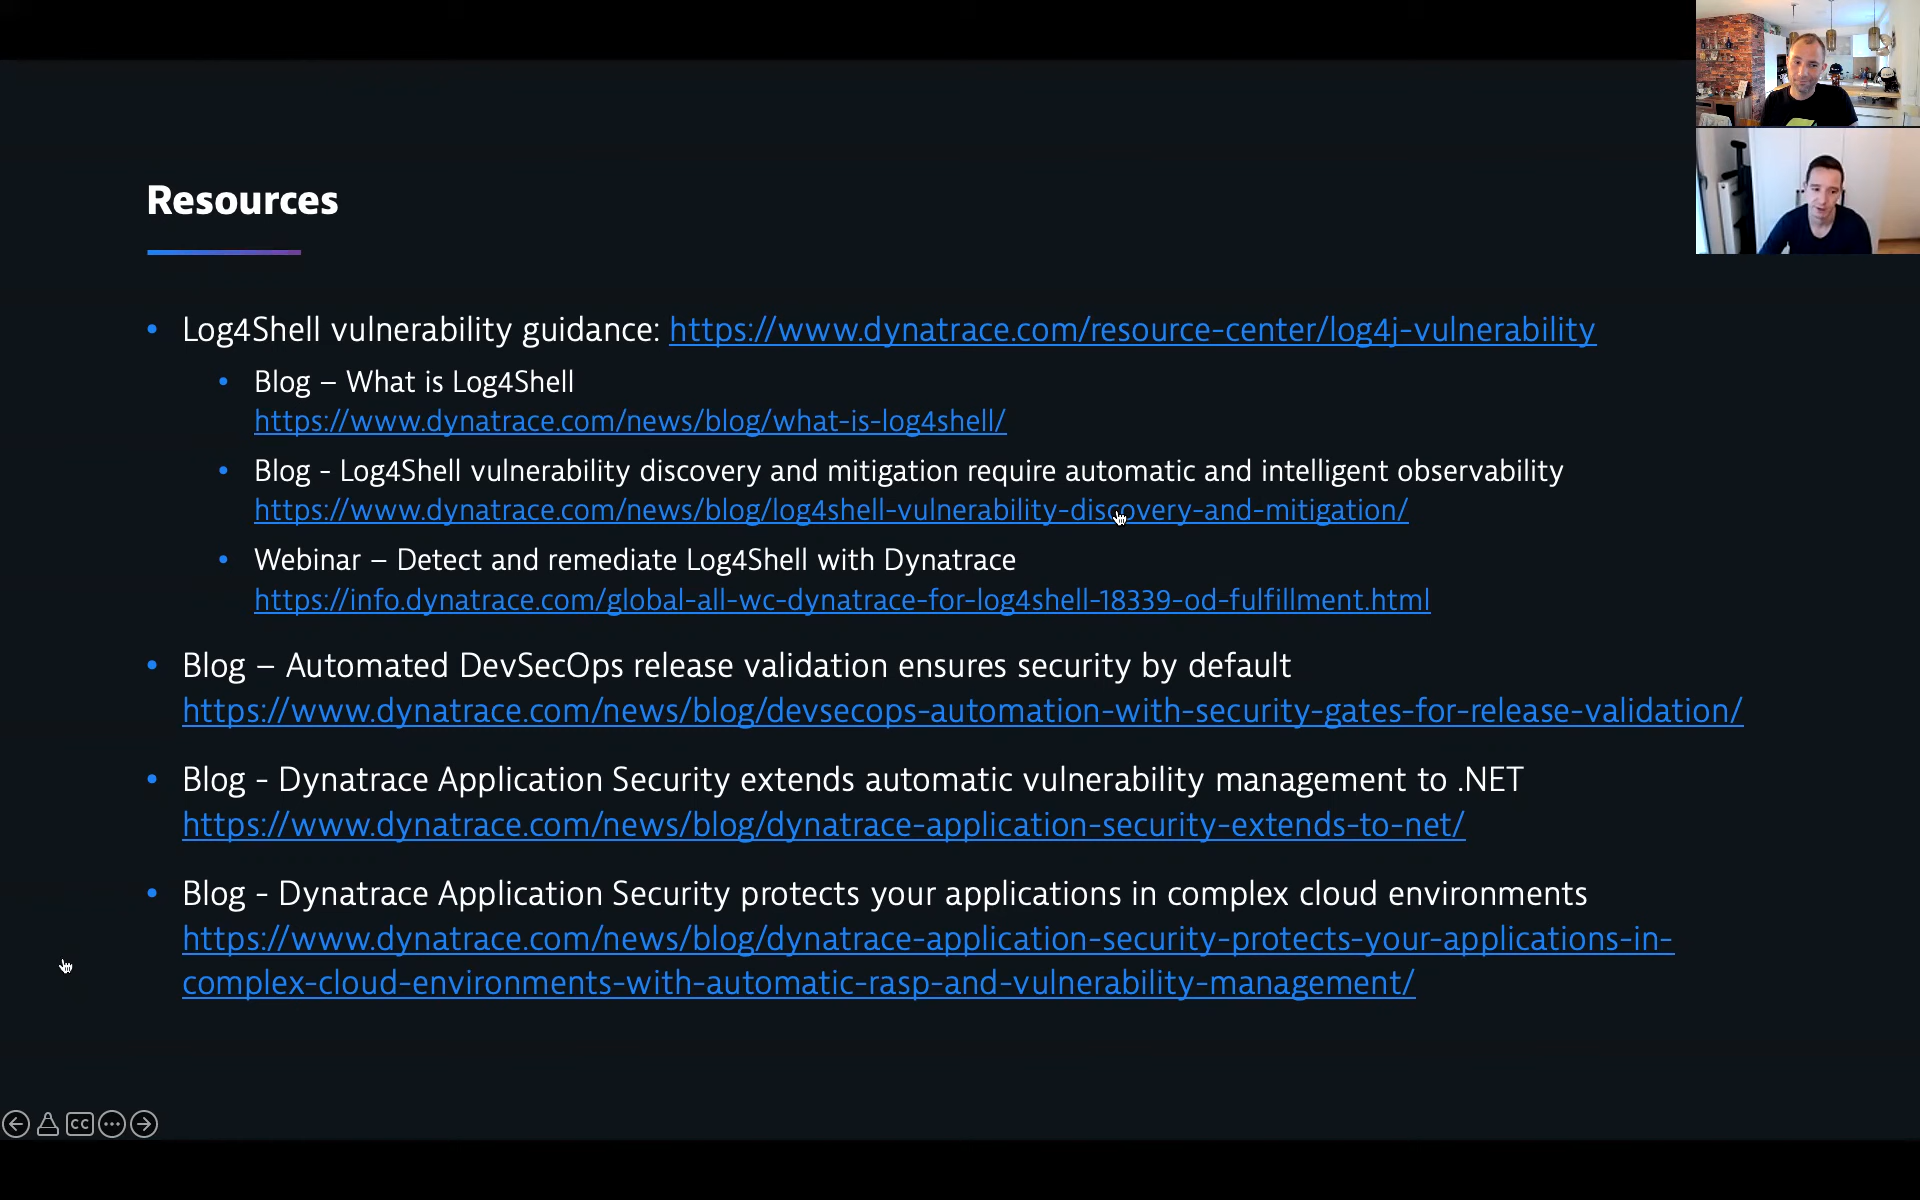 Resources
• Log4Shell vulnerability guidance: https://www.dynatrace.com/resource-center/log4j-vulnerability
• Blog – What is Log4Shell
https://www.dynatrace.com/news/blog/what-is-log4shell/
• Blog - Log4Shell vulnerability discovery and mitigation require automatic and intelligent observability
https://www.dynatrace.com/news/blog/log4shell-vulnerability-discovery-and-mitigation/
• Webinar – Detect and remediate Log4Shell with Dynatrace
https://info.dynatrace.com/global-all-wc-dynatrace-for-log4shell-18339-od-fulfillment.html
• Blog – Automated DevSecOps release validation ensures security by default
https://www.dynatrace.com/news/blog/devsecops-automation-with-security-gates-for-release-validation/
• Blog - Dynatrace Application Security extends automatic vulnerability management to .NET
https://www.dynatrace.com/news/blog/dynatrace-application-security-extends-to-net/
• Blog - Dynatrace Application Security protects your applications in complex cloud environments
https://www.dynatrace.com/news/blog/dynatrace-application-security-protects-your-applications-in-
complex-cloud-environments-with-automatic-rasp-and-vulnerability-management/
CC